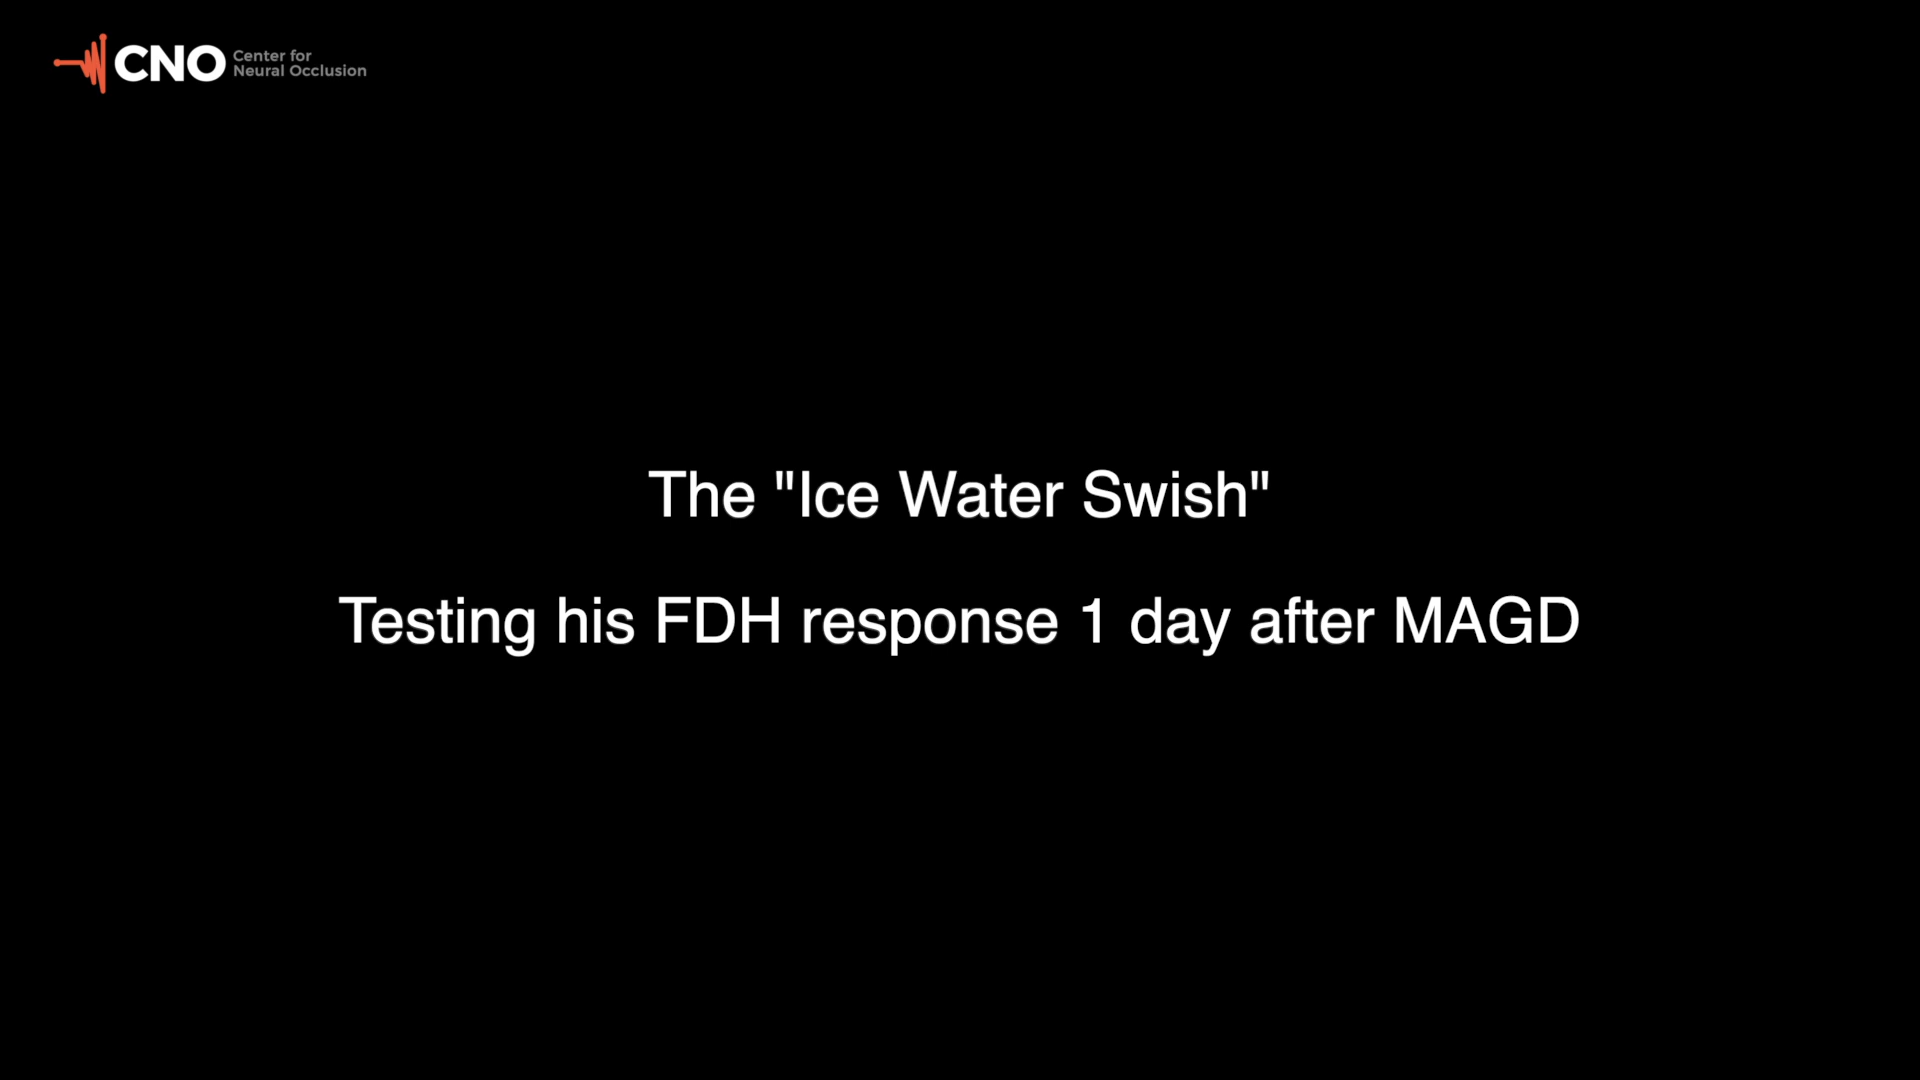 CNO
Center for
Neural Occlusion
The "Ice Water Swish"
Testing his FDH response 1 day after MAGD